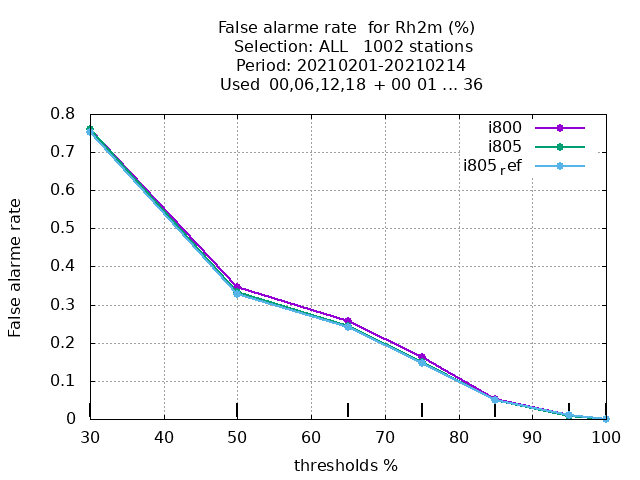 False alarme rate  for Rh2m (%)
Selection: ALL   1002 stations
Period: 20210201-20210214
Used  00,06,12,18  + 00 01 ... 36
0.8
0.7
0.6
0.5
0.4
0.3
0.2
0.1
0
False alarme rate
i800
i805
i805ref
30 40 50 60 70 80 90 100
thresholds %